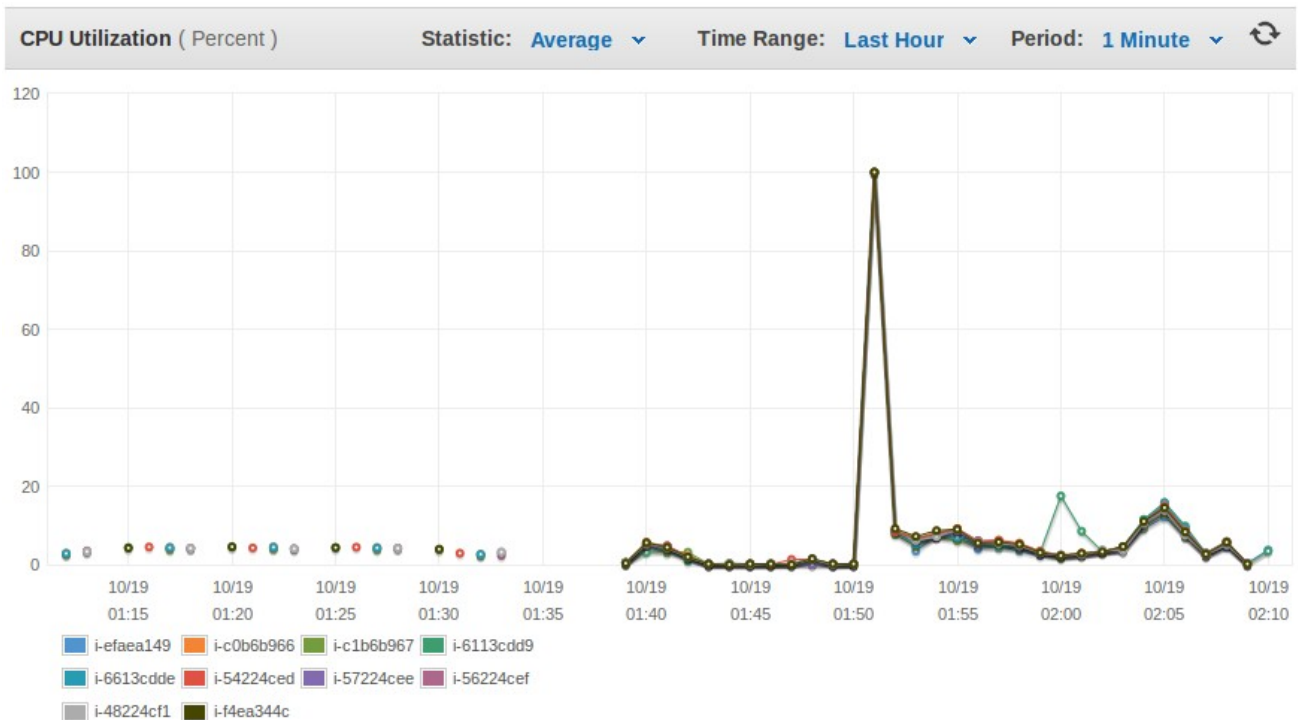 CPU Utilization ( Percent ) Statistic: Average Time Range: Last Hour Period: 1 Minute
120
100
80
60
40
20
0
10/19 10/19 10/19 10/19 10/19 10/19 10/19 10/19 10/19 10/19 10/19 10/19
01:15 01:20 01:25 01:30 01:35 01:40 01:45 01:50 01:55 02:00 02:05 02:10
i-efaea149 i-c0b6b966 i-c1b6b967 i-6113cdd9
i-6613cdde i-54224ced i-57224cee i-56224cef
i-48224cf1 i-f4ea344c